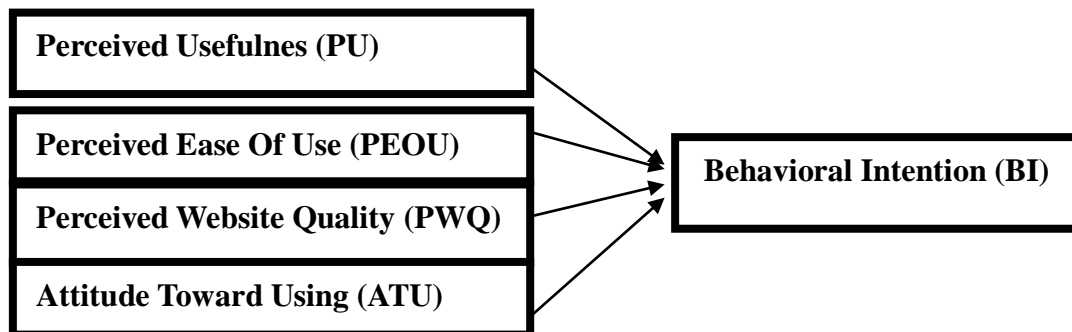 Perceived Usefulnes (PU)
Perceived Ease Of Use (PEOU)
Perceived Website Quality (PWQ)
Attitude Toward Using (ATU)
Behavioral Intention (BI)